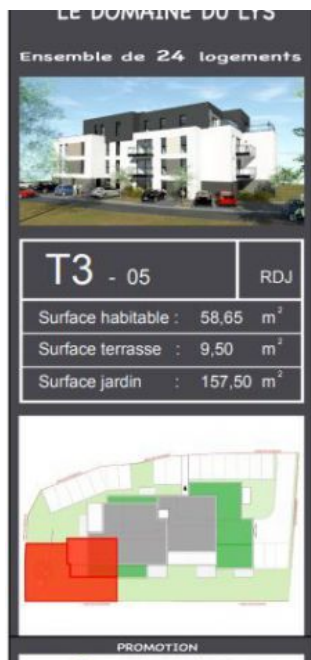 LE DOMAINE DU LYS
Ensemble de 24 logements
T3 - 05
RDJ
Surface habitable : 58,65 m²
Surface terrasse : 9,50 m²
Surface jardin : 157,50 m²
PROMOTION